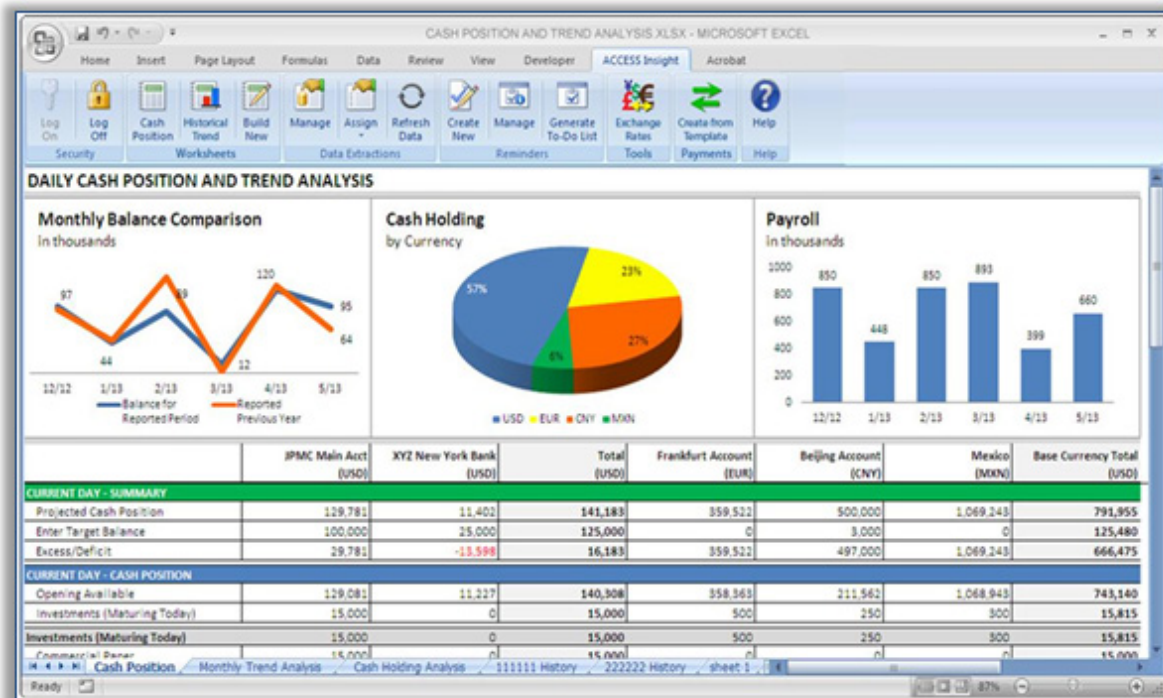 CASH POSITION AND TREND ANALYSIS.XLSX - MICROSOFT EXCEL
Home Insert Page Layout Formulas Data Review View Developer ACCESS Insight Acrobat
Log On Log Off Cash Position Historical Trend Build New Manage Assign Refresh Data Create New Manage Generate To-Do List Exchange Rates Create from Template Help
Security Worksheets Data Extractions Reminders Tools Payments Help
DAILY CASH POSITION AND TREND ANALYSIS
Monthly Balance Comparison
in thousands
97 44 89 12 120 95 64
12/12 1/13 2/13 3/13 4/13 5/13
Balance for Reported Period
Reported Previous Year
Cash Holding
by Currency
57% 23% 27% 6%
USD EUR CNY MXN
Payroll
in thousands
1000
800
600
400
200
0
850 448 850 893 399 660
12/12 1/13 2/13 3/13 4/13 5/13
JPMC Main Acct (USD) XYZ New York Bank (USD) Total (USD) Frankfurt Account (EUR) Beijing Account (CNY) Mexico (MXN) Base Currency Total (USD)
CURRENT DAY - SUMMARY
Projected Cash Position 129,781 11,402 141,183 359,522 500,000 1,069,243 791,955
Enter Target Balance 100,000 25,000 125,000 0 3,000 0 125,480
Excess/Deficit 29,781 -13,598 16,183 359,522 497,000 1,069,243 666,475
CURRENT DAY - CASH POSITION
Opening Available 129,081 11,227 140,308 358,363 211,562 1,068,943 743,140
Investments (Maturing Today) 15,000 0 15,000 500 250 300 15,815
Investments (Maturing Today) 15,000 0 15,000 500 250 300 15,815
Commercial Paper 15,000 0 15,000 0 0 0 15,000
Cash Position Monthly Trend Analysis Cash Holding Analysis 111111 History 222222 History sheet 1
Ready 87%